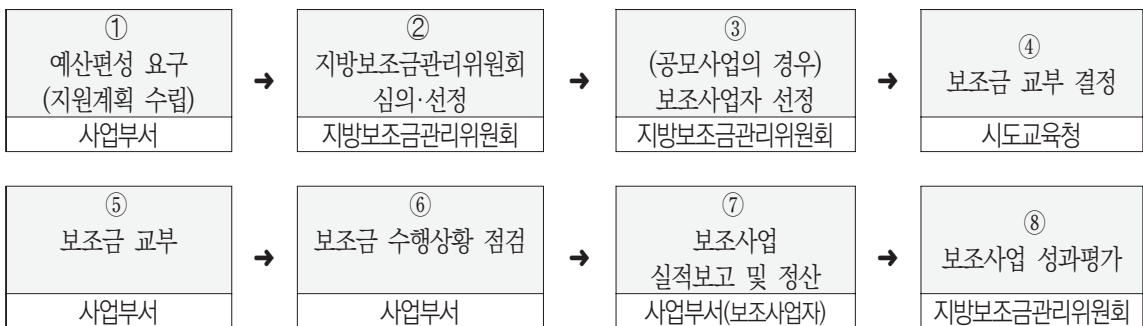 ①
예산편성 요구
(지원계획 수립)
사업부서
➜
②
지방보조금관리위원회
심의·선정
지방보조금관리위원회
➜
③
(공모사업의 경우)
보조사업자 선정
지방보조금관리위원회
➜
④
보조금 교부 결정
시도교육청
⑤
보조금 교부
사업부서
➜
⑥
보조금 수행상황 점검
사업부서
➜
⑦
보조사업
실적보고 및 정산
사업부서(보조사업자)
➜
⑧
보조사업 성과평가
지방보조금관리위원회